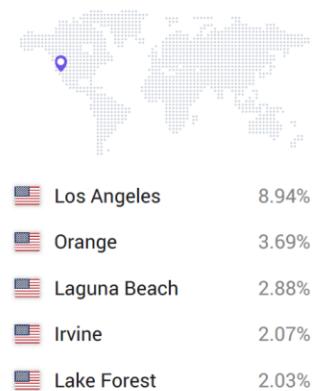 Los Angeles 8.94%
Orange 3.69%
Laguna Beach 2.88%
Irvine 2.07%
Lake Forest 2.03%